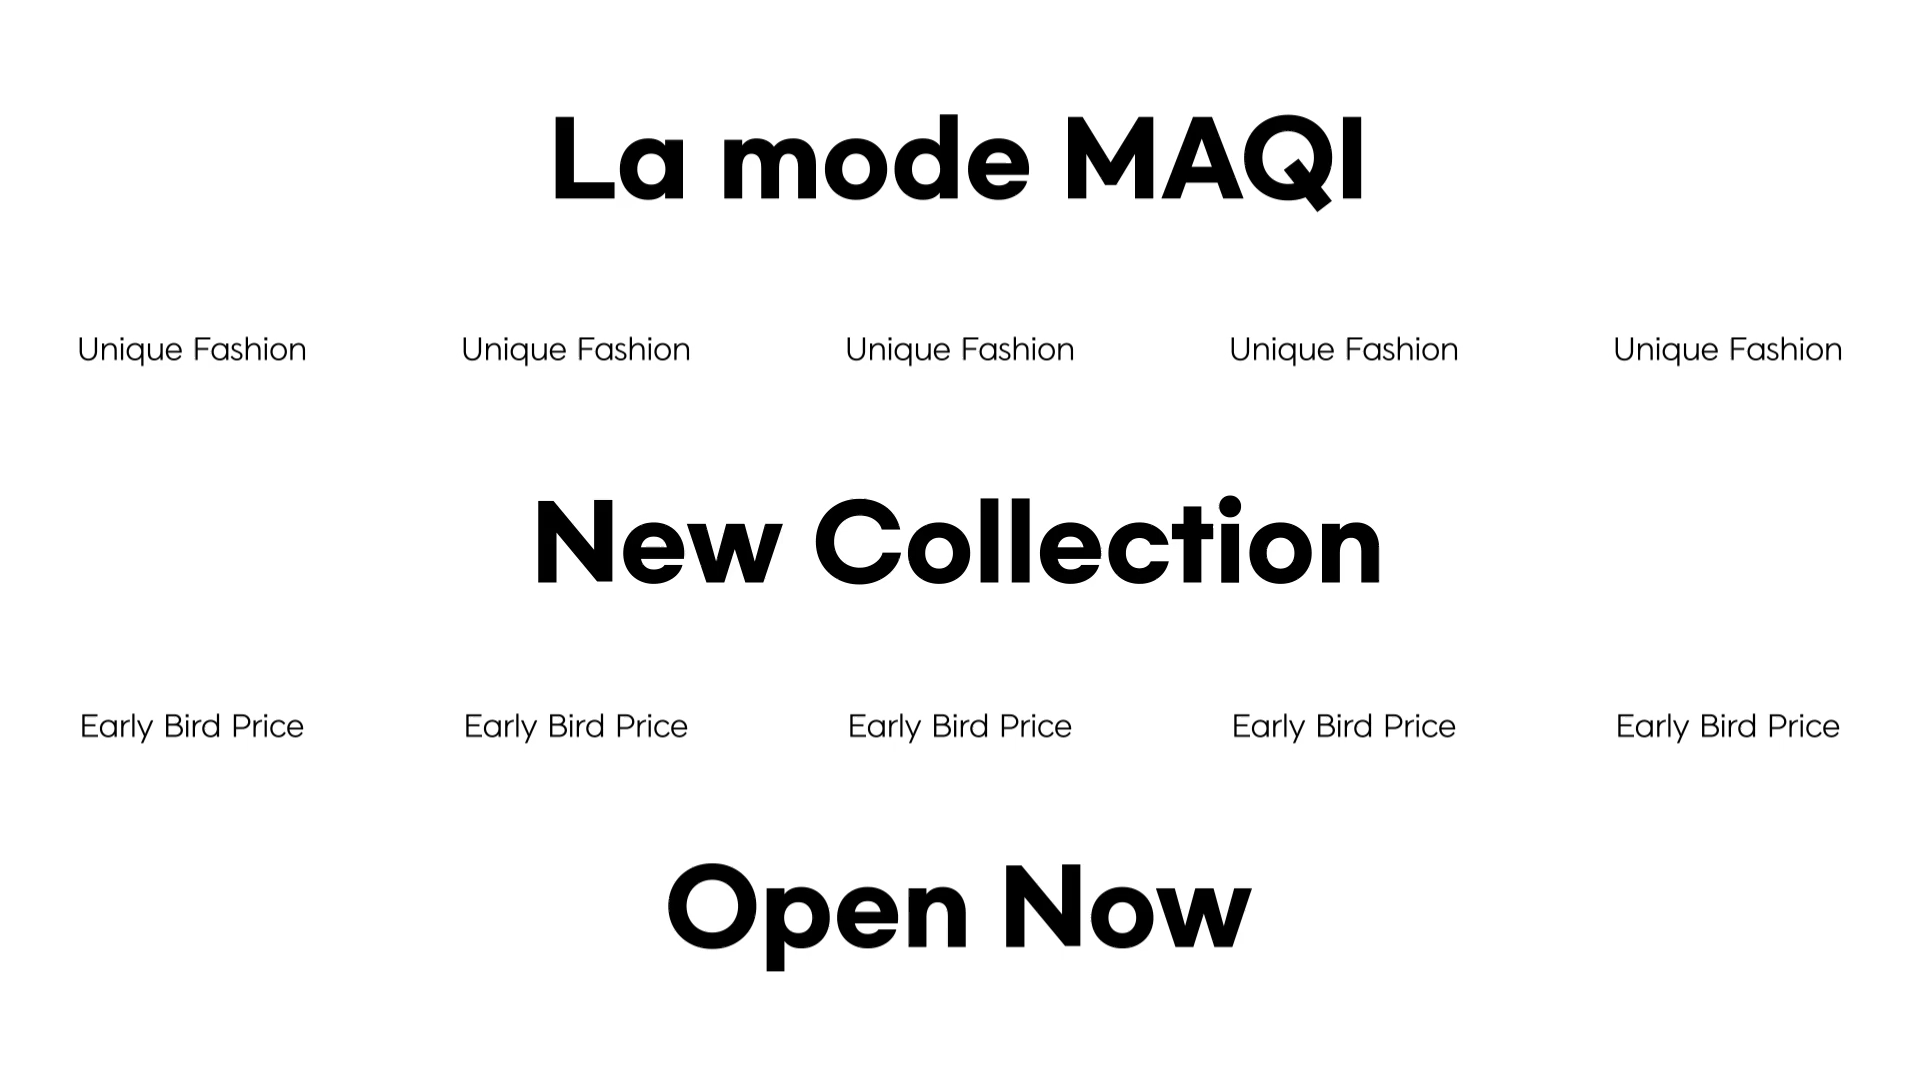 La mode MAQI
Unique Fashion Unique Fashion Unique Fashion Unique Fashion Unique Fashion
New Collection
Early Bird Price Early Bird Price Early Bird Price Early Bird Price Early Bird Price
Open Now